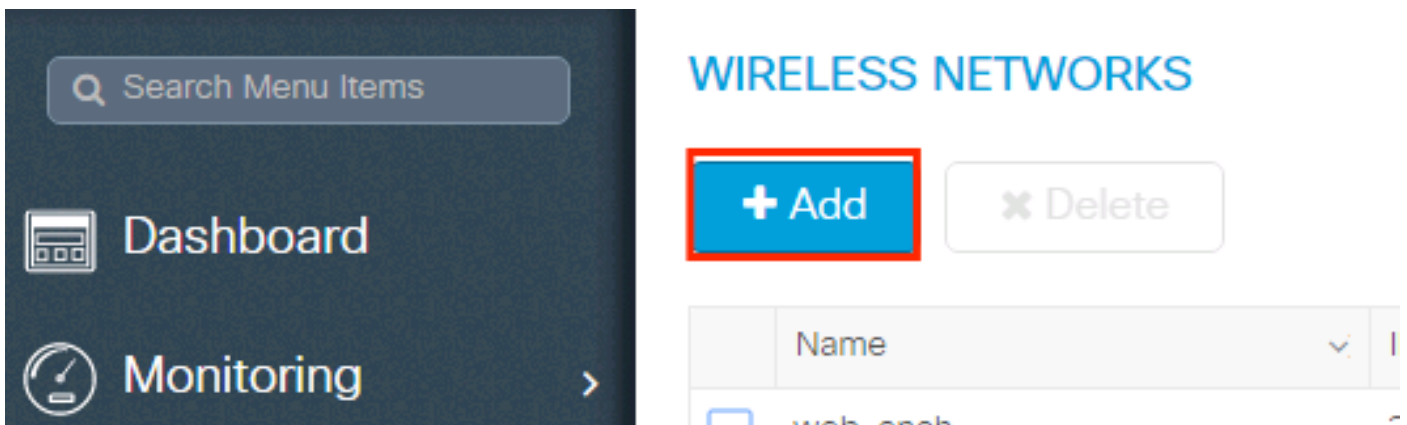 Search Menu Items
Dashboard
Monitoring
WIRELESS NETWORKS
Add
Delete
Name